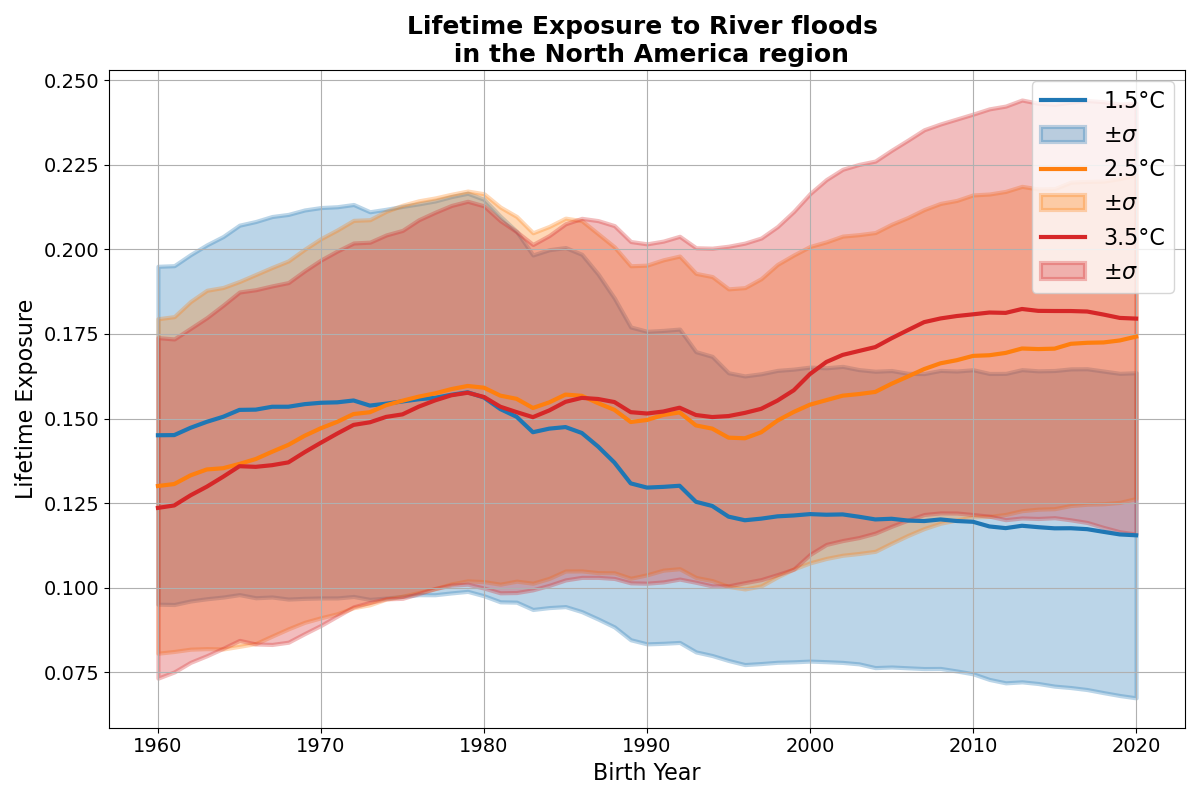 Lifetime Exposure to River floods
in the North America region
Lifetime Exposure
0.250
0.225
0.200
0.175
0.150
0.125
0.100
0.075
1960
1970
1980
1990
2000
2010
2020
Birth Year
1.5°C
±σ
2.5°C
±σ
3.5°C
±σ